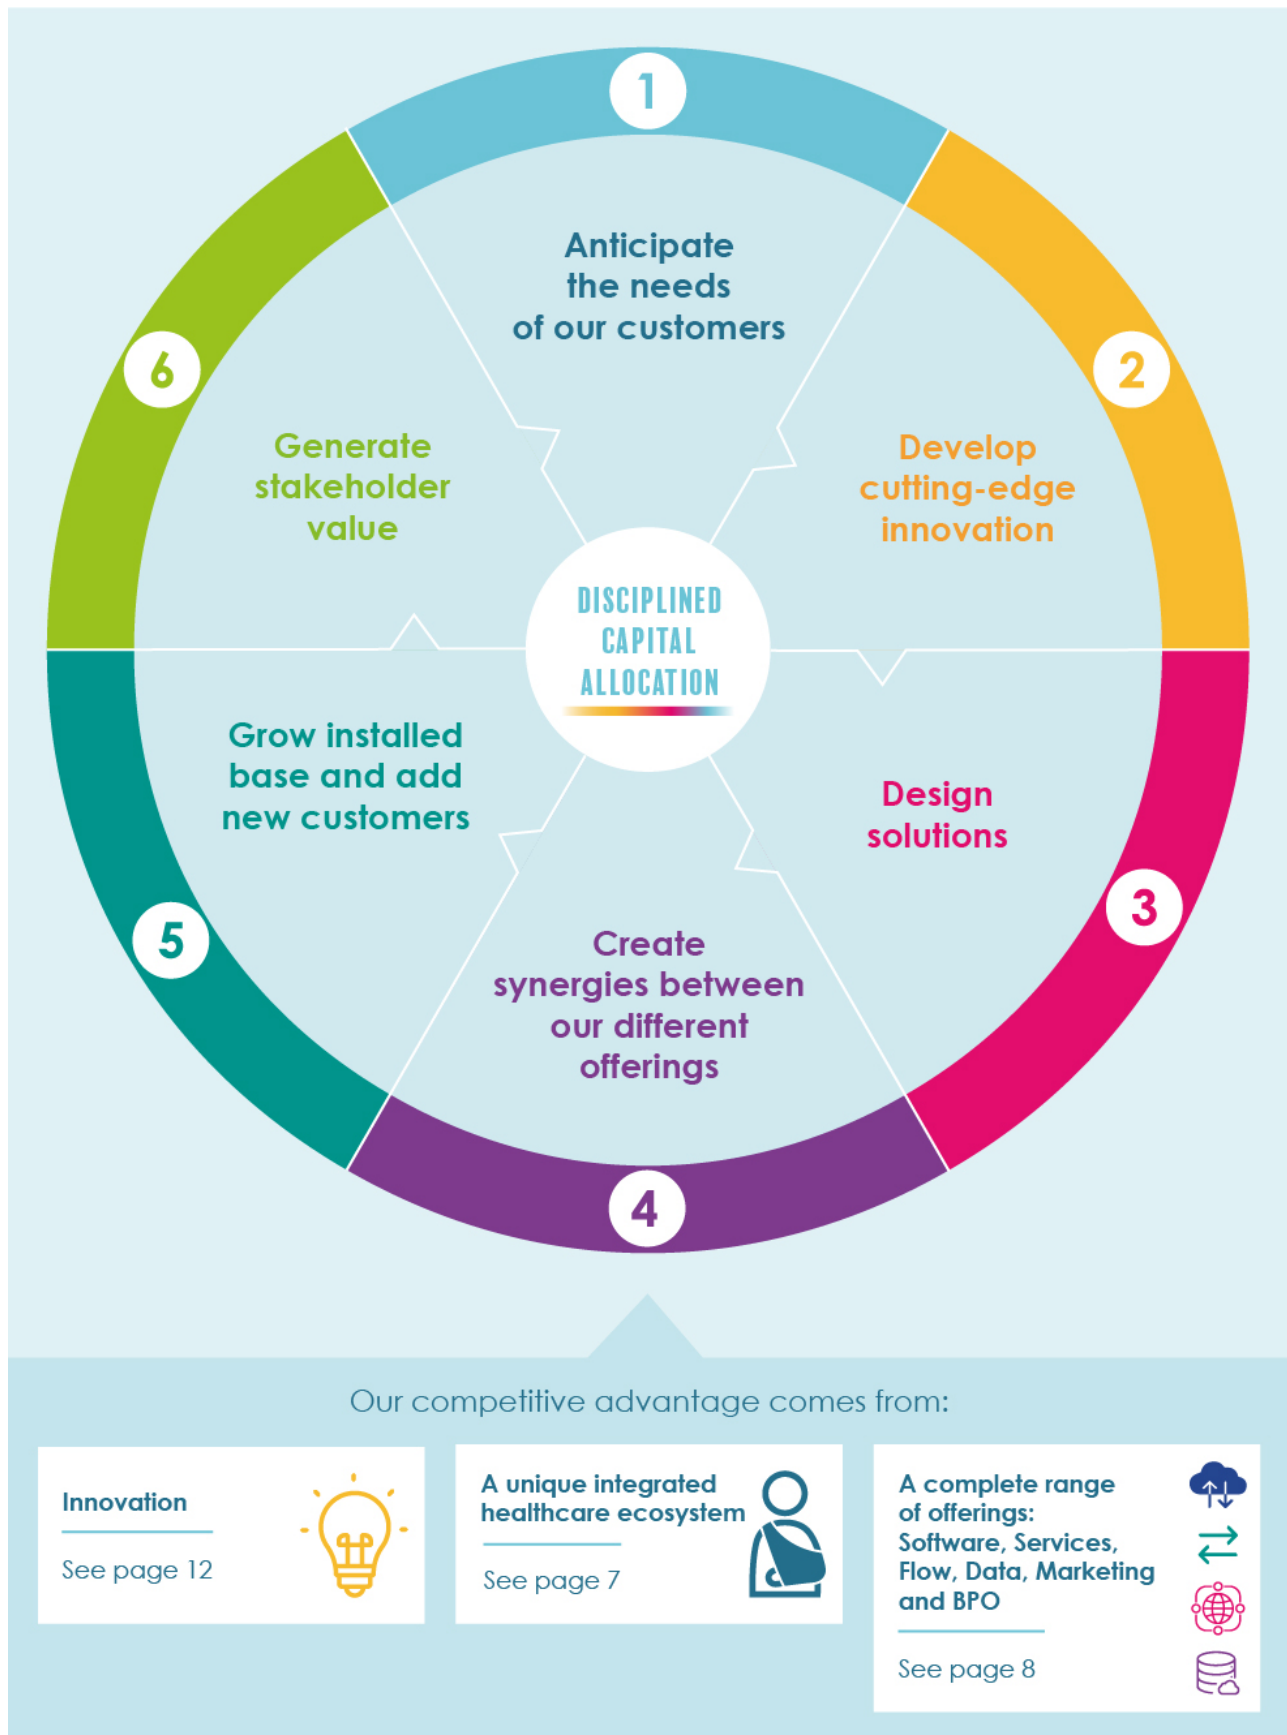 1
Anticipate
the needs
of our customers
2
Develop
cutting-edge
innovation
3
Design
solutions
4
Create
synergies between
our different
offerings
5
Grow installed
base and add
new customers
6
Generate
stakeholder
value
DISCIPLINED
CAPITAL
ALLOCATION
Our competitive advantage comes from:
Innovation
See page 12
A unique integrated
healthcare ecosystem
See page 7
A complete range
of offerings:
Software, Services,
Flow, Data, Marketing
and BPO
See page 8